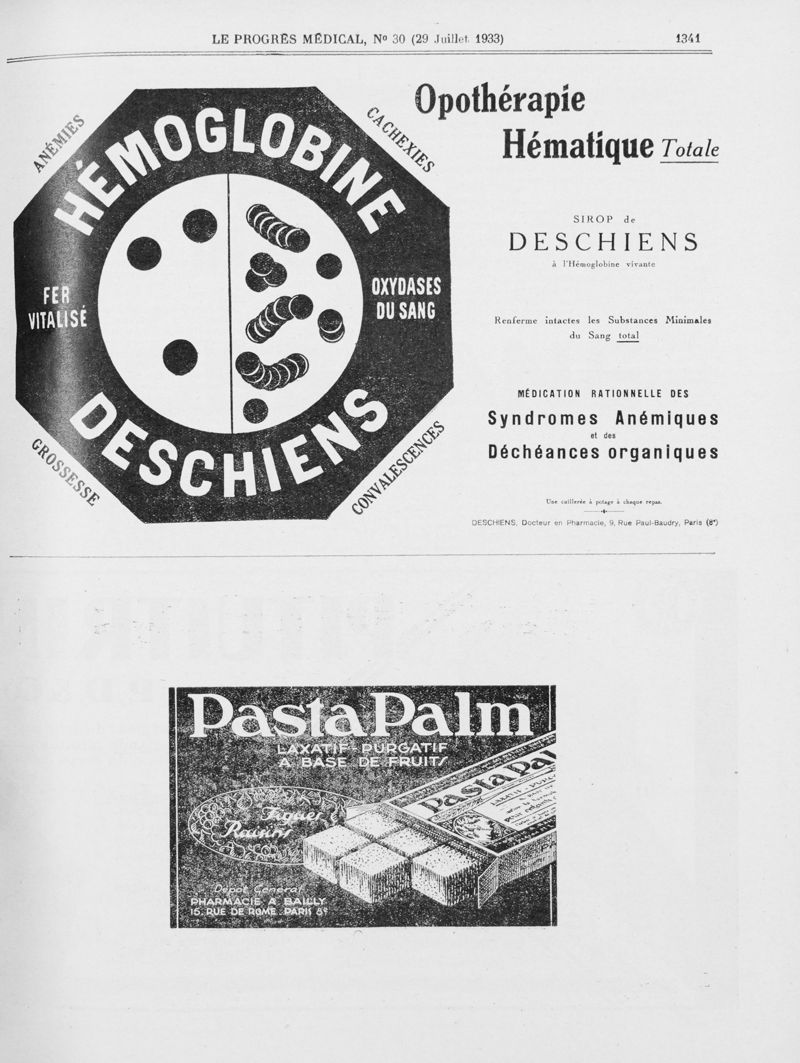 LE PROGRÈS MÉDICAL, Nº 30 (29 Juillet 1933)
1341
ANÉMIES
CACHEXIES
HÉMOGLOBINE
FER
VITALISÉ
OXYDASES
DU SANG
DESCHIENS
GROSSESSE
CONVALESCENCES
Opothérapie
Hématique Totale
SIROP de
DESCHIENS
à l'Hémoglobine vivante
Renferme intactes les Substances Minimales
du Sang total
MÉDICATION RATIONNELLE DES
Syndromes Anémiques
et des
Déchéances organiques
Une cuillerée à potage à chaque repas.
DESCHIENS, Docteur en Pharmacie, 9, Rue Paul-Baudry, Paris (8ᵉ)
PastaPalm
LAXATIF-PURGATIF
A BASE DE FRUITS
Figues
Raisins
PASTAPAL
Dépot Général
PHARMACIE A. BAILLY
15, RUE DE ROME. PARIS 8ᵉ